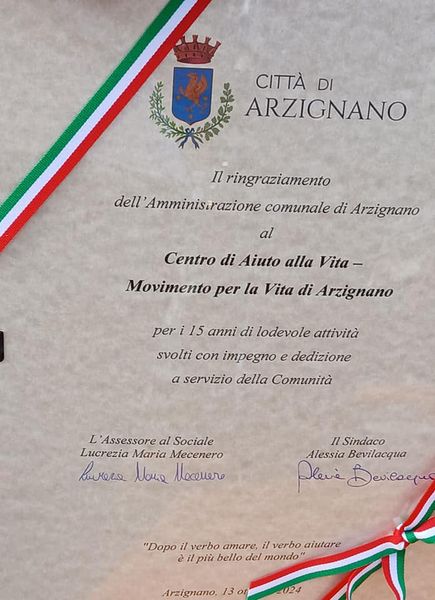 CITTÀ DI
ARZIGNANO
Il ringraziamento
dell'Amministrazione comunale di Arzignano
al
Centro di Aiuto alla Vita –
Movimento per la Vita di Arzignano
per i 15 anni di lodevole attività
svolti con impegno e dedizione
a servizio della Comunità
L'Assessore al Sociale
Lucrezia Maria Mecenero
Lucrezia Maria Mecenero
Il Sindaco
Alessia Bevilacqua
Alessia Bevilacqua
"Dopo il verbo amare, il verbo aiutare
è il più bello del mondo"
Arzignano, 13 2024